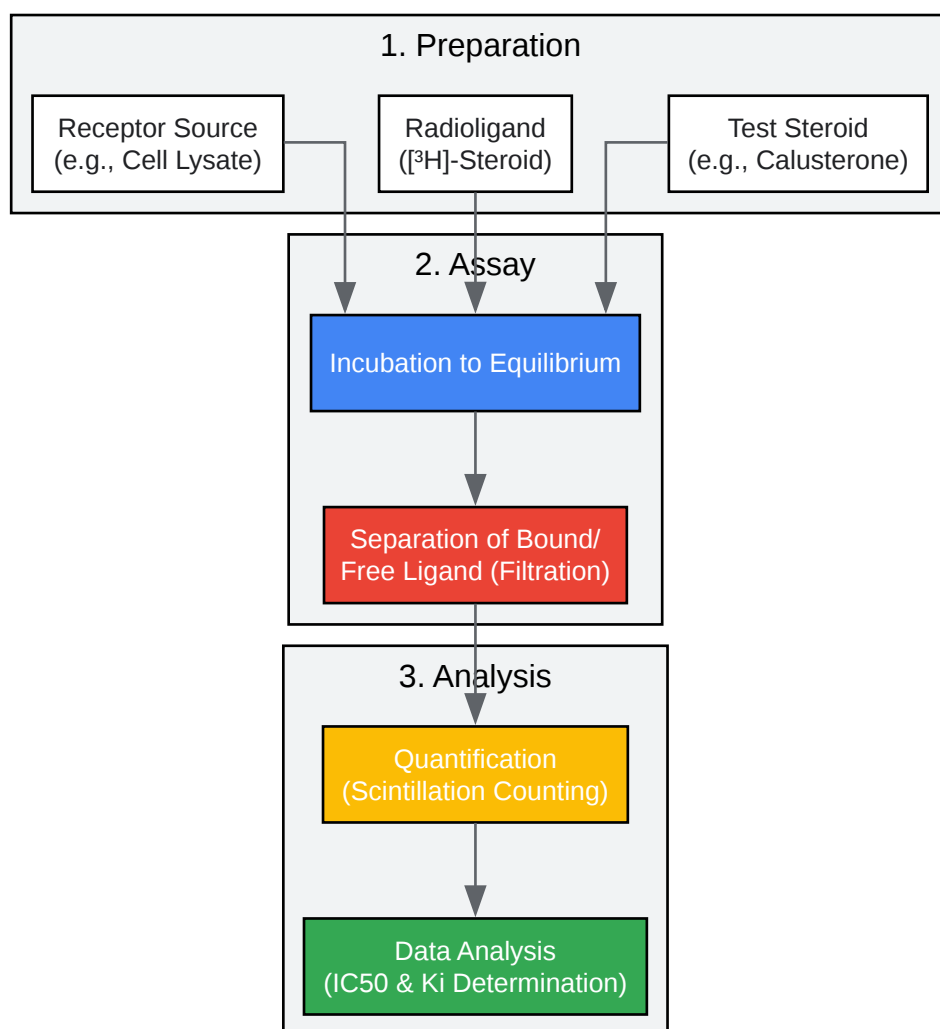 1. Preparation
Receptor Source
(e.g., Cell Lysate)
Radioligand
([³H]-Steroid)
Test Steroid
(e.g., Calusterone)
2. Assay
Incubation to Equilibrium
Separation of Bound/
Free Ligand (Filtration)
3. Analysis
Quantification
(Scintillation Counting)
Data Analysis
(IC50 & Ki Determination)